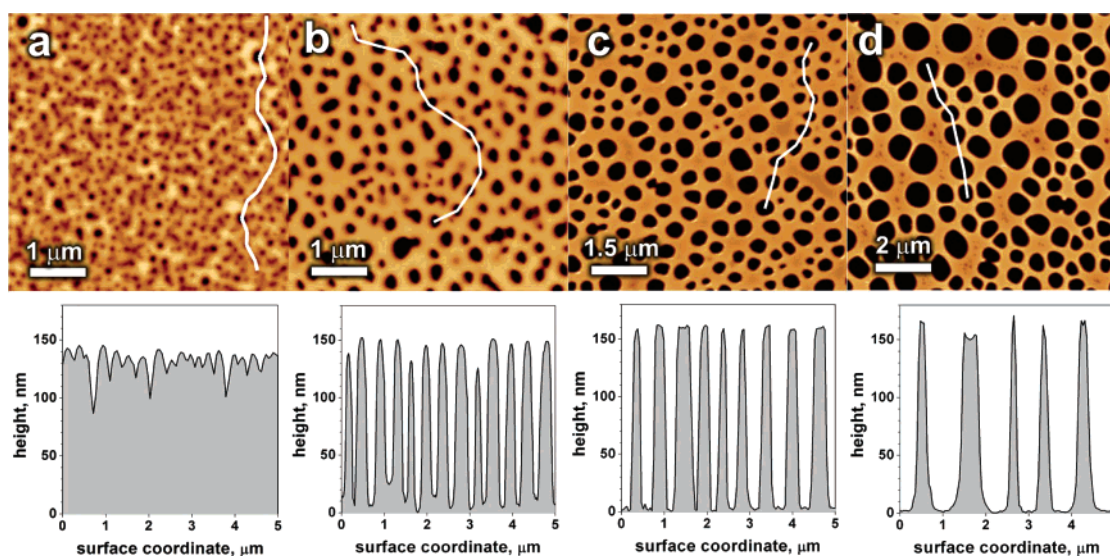 a b c d
1 μm 1 μm 1.5 μm 2 μm
150 150 150 150
100 100 100 100
50 50 50 50
0 0 0 0
0 1 2 3 4 5 0 1 2 3 4 5 0 1 2 3 4 5 0 1 2 3 4 5
height, nm height, nm height, nm height, nm
surface coordinate, μm surface coordinate, μm surface coordinate, μm surface coordinate, μm